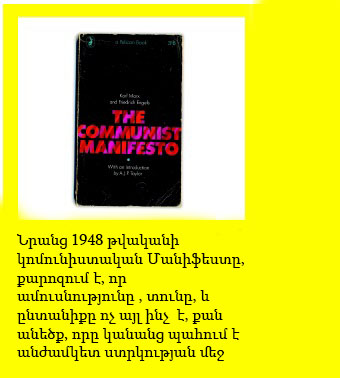 a Pelican Book
Karl Marx
and Friedrich Engels
THE
COMMUNIST
MANIFESTO
With an introduction
by A.J.P. Taylor
Նրանց 1948 թվականի
կոմունիստական Մանիֆեստը,
քարոզում է, որ
ամուսնությունը , տունը, և
ընտանիքը ոչ այլ ինչ  է, քան
անեծք, որը կանանց պահում է
անժամկետ ստրկության մեջ